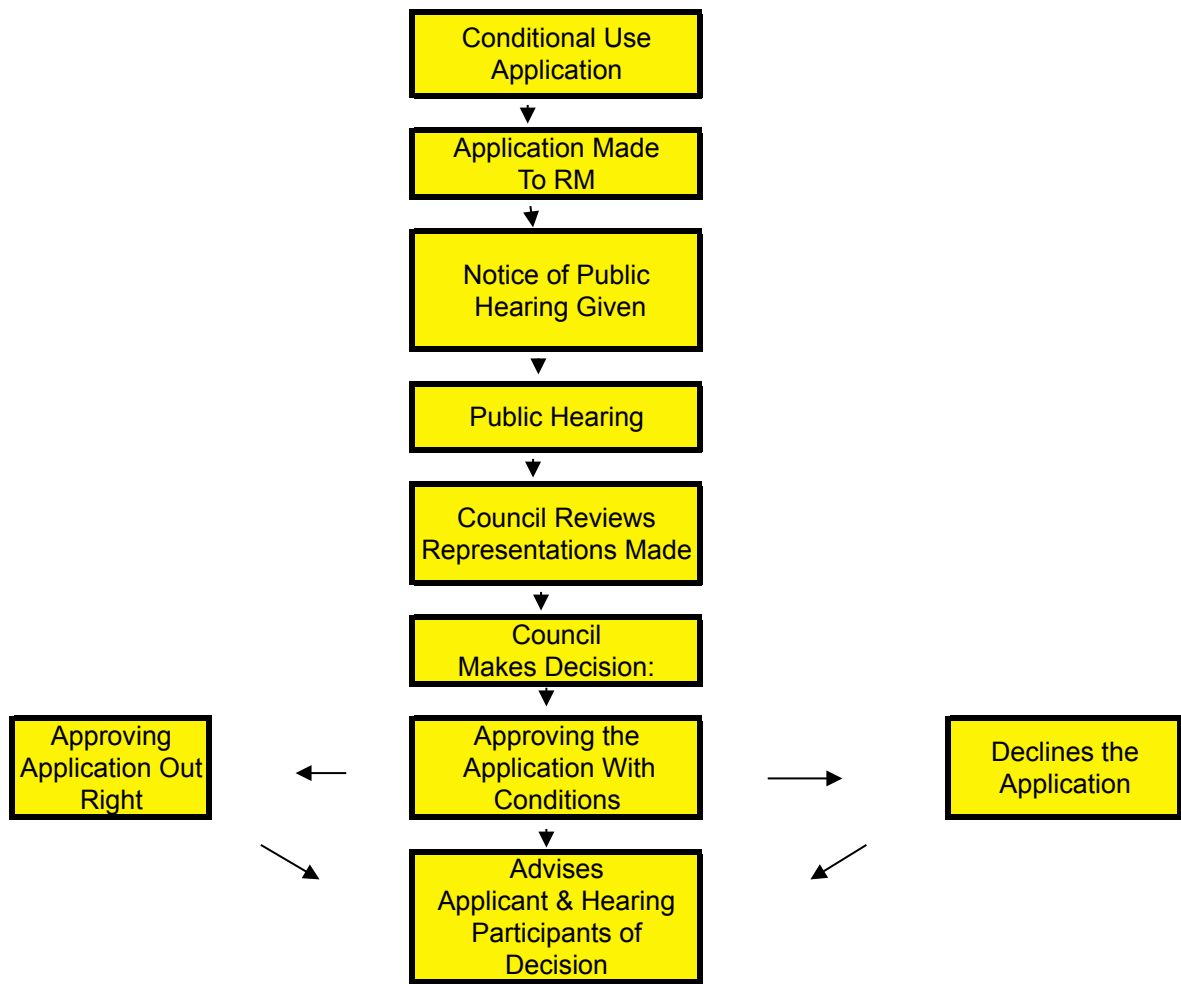 Conditional Use
Application
Application Made
To RM
Notice of Public
Hearing Given
Public Hearing
Council Reviews
Representations Made
Council
Makes Decision:
Approving
Application Out
Right
Approving the
Application With
Conditions
Declines the
Application
Advises
Applicant & Hearing
Participants of
Decision